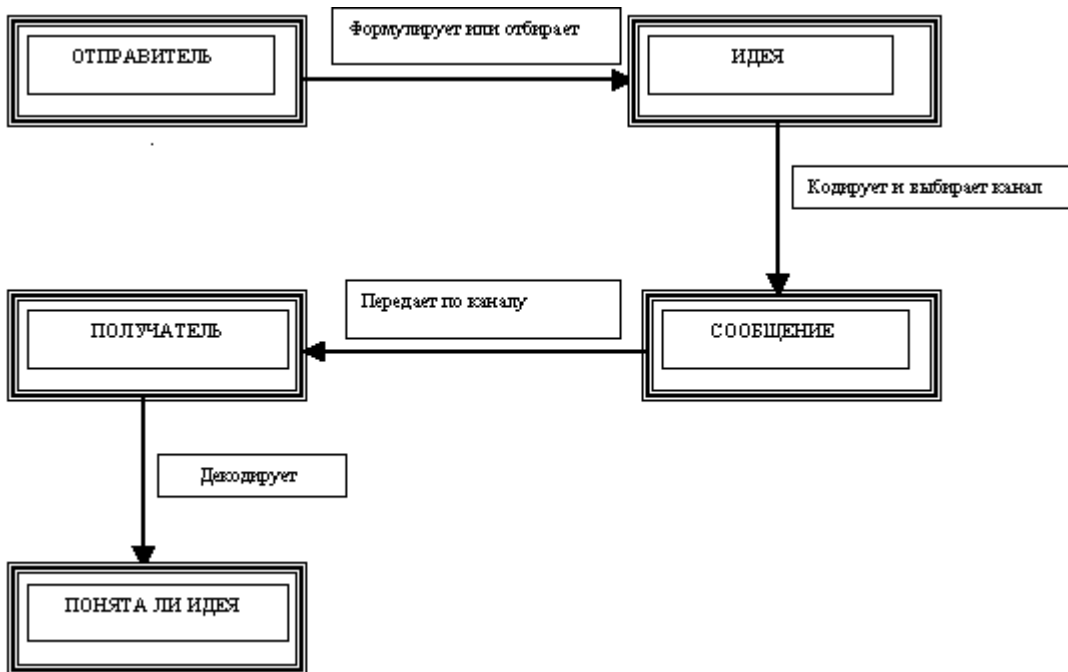 ОТПРАВИТЕЛЬ
Формулирует или отбирает
ИДЕЯ
Кодирует и выбирает канал
СООБЩЕНИЕ
Передает по каналу
ПОЛУЧАТЕЛЬ
Декодирует
ПОНЯТА ЛИ ИДЕЯ